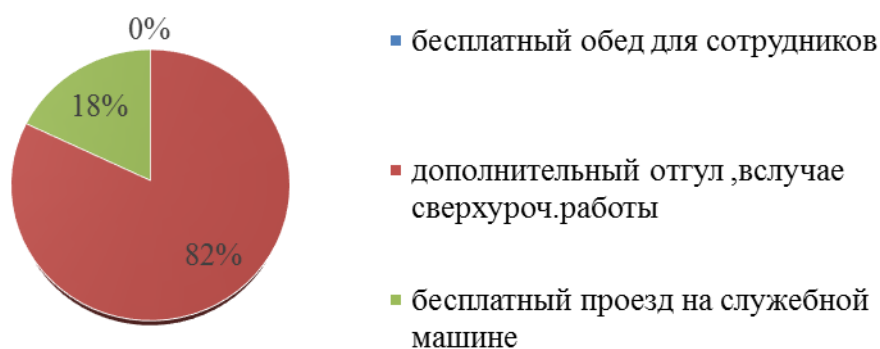 0%
18%
82%
бесплатный обед для сотрудников
дополнительный отгул ,вслучае
сверхуроч.работы
бесплатный проезд на служебной
машине